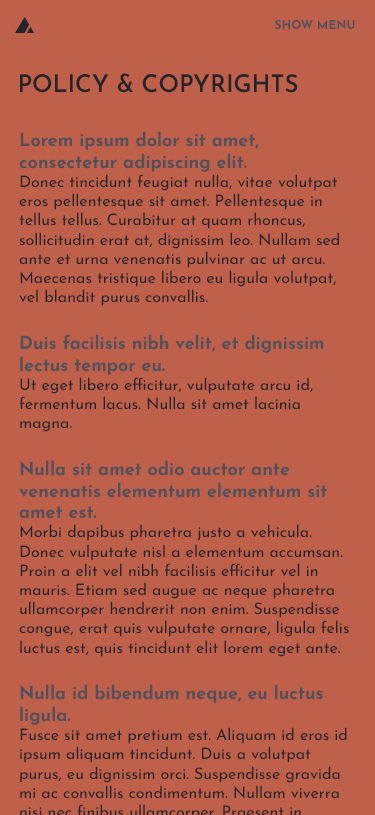 SHOW MENU
POLICY & COPYRIGHTS
Lorem ipsum dolor sit amet,
consectetur adipiscing elit.
Donec tincidunt feugiat nulla, vitae volutpat
eros pellentesque sit amet. Pellentesque in
tellus tellus. Curabitur at quam rhoncus,
sollicitudin erat at, dignissim leo. Nullam sed
ante et urna venenatis pulvinar ac ut arcu.
Maecenas tristique libero eu ligula volutpat,
vel blandit purus convallis.
Duis facilisis nibh velit, et dignissim
lectus tempor eu.
Ut eget libero efficitur, vulputate arcu id,
fermentum lacus. Nulla sit amet lacinia
magna.
Nulla sit amet odio auctor ante
venenatis elementum elementum sit
amet est.
Morbi dapibus pharetra justo a vehicula.
Donec vulputate nisl a elementum accumsan.
Proin a elit vel nibh facilisis efficitur vel in
mauris. Etiam sed augue ac neque pharetra
ullamcorper hendrerit non enim. Suspendisse
congue, erat quis vulputate ornare, ligula felis
luctus est, quis tincidunt elit lorem eget ante.
Nulla id bibendum neque, eu luctus
ligula.
Fusce sit amet pretium est. Aliquam id eros id
ipsum aliquam tincidunt. Duis a volutpat
purus, eu dignissim orci. Suspendisse gravida
mi ac convallis condimentum. Nullam viverra
nisi nec finibus ullamcorper. Praesent in